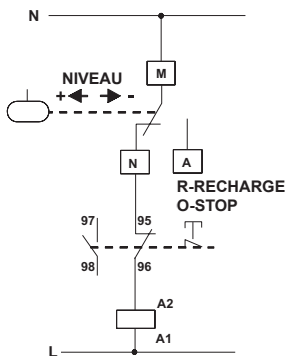 N
M
NIVEAU
+ -
N
A
R-RECHARGE
O-STOP
97 95
98 96
A2
A1
L